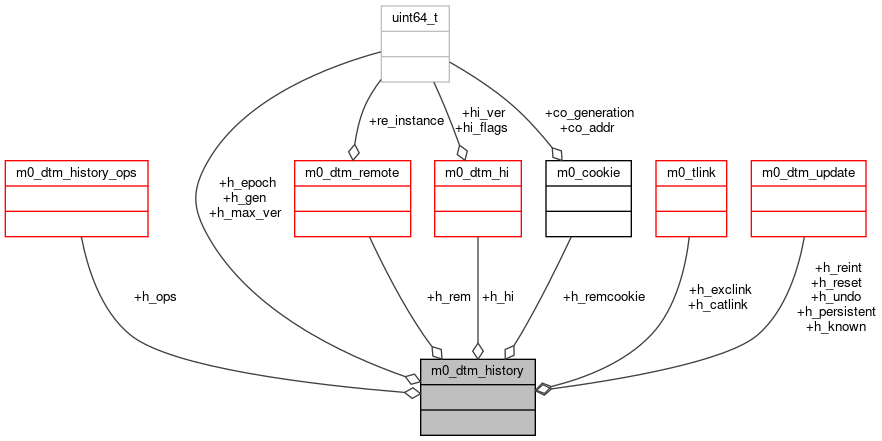 uint64_t
+re_instance
+hi_ver
+hi_flags
+co_generation
+co_addr
m0_dtm_history_ops
m0_dtm_remote
m0_dtm_hi
m0_cookie
m0_tlink
m0_dtm_update
+h_epoch
+h_gen
+h_max_ver
+h_ops
+h_rem
+h_hi
+h_remcookie
+h_exclink
+h_catlink
+h_reint
+h_reset
+h_undo
+h_persistent
+h_known
m0_dtm_history